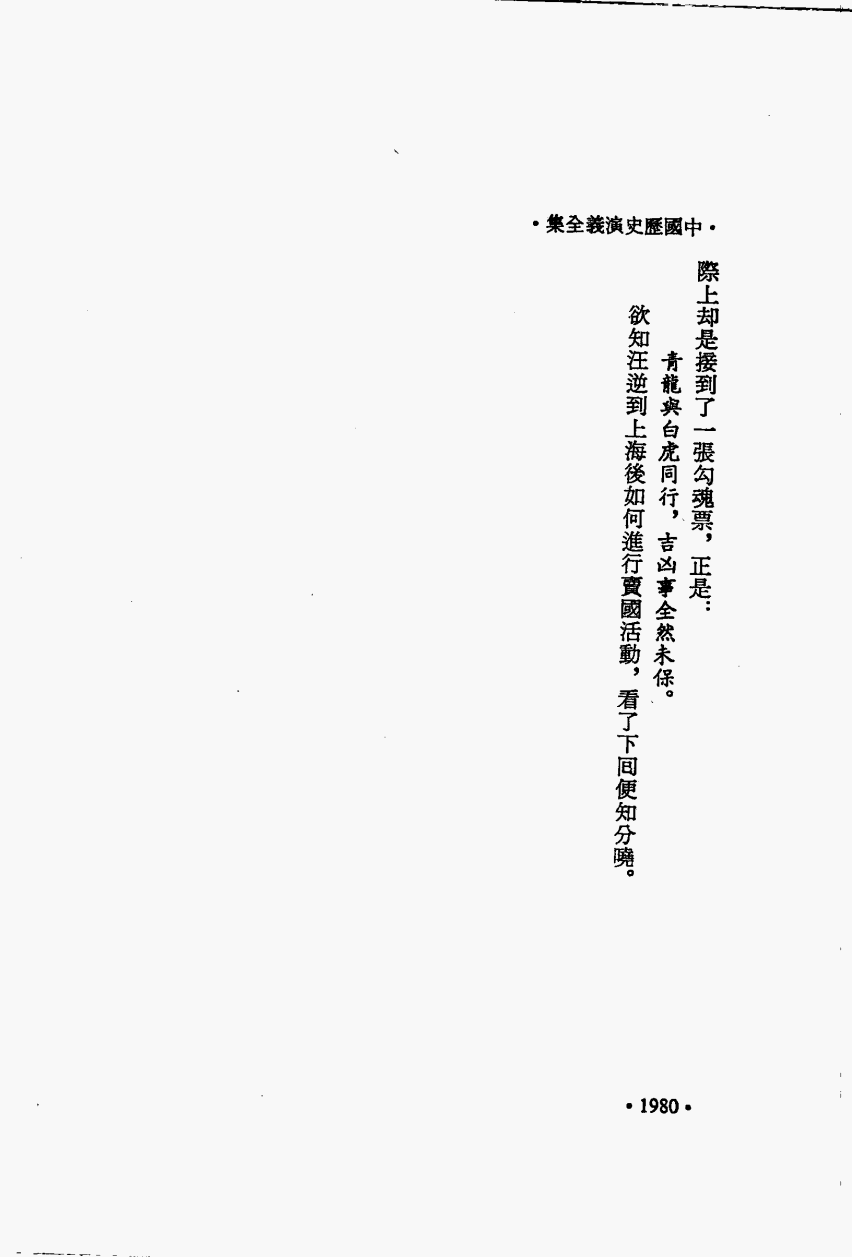 •中國歷史演義全集•
際上却是接到了一張勾魂票，正是：
青龍與白虎同行，吉凶事全然未保。
欲知汪逆到上海後如何進行賣國活動，看了下囘便知分曉。
•1980•